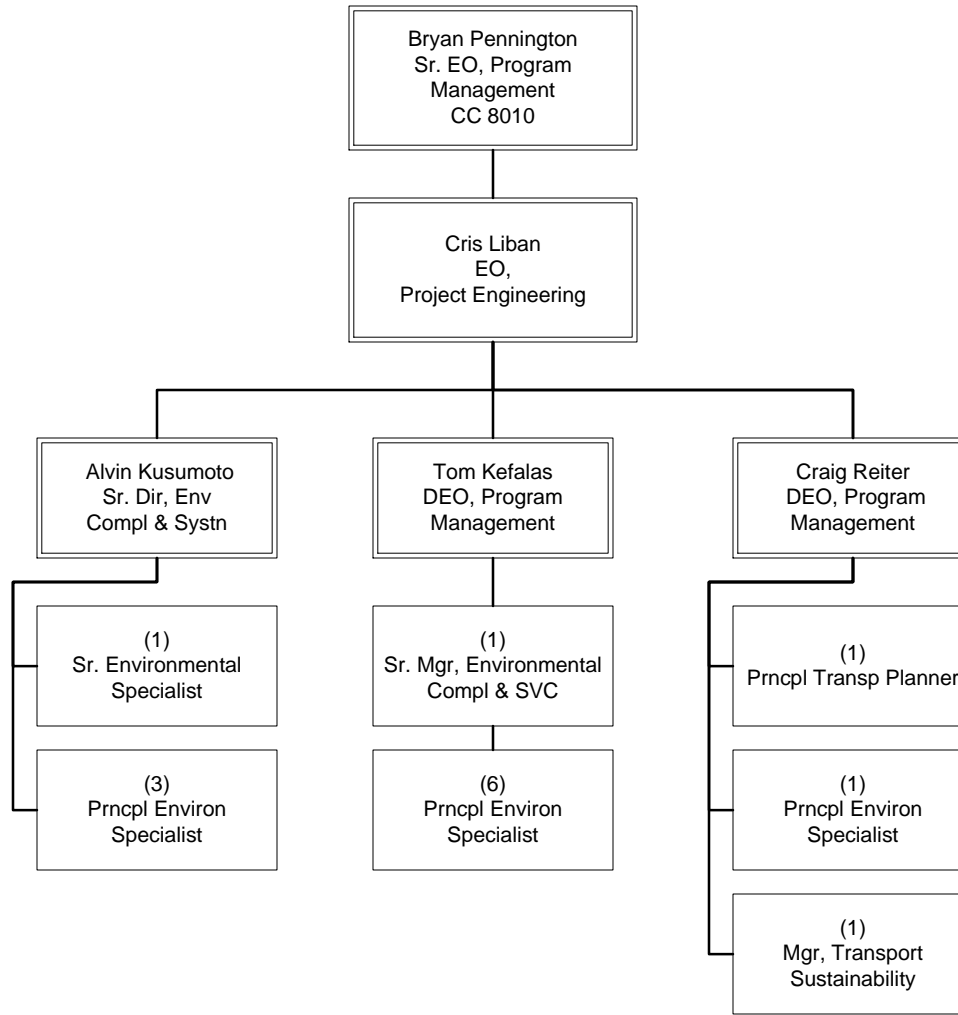 Bryan Pennington
Sr. EO, Program
Management
CC 8010
Cris Liban
EO,
Project Engineering
Alvin Kusumoto
Sr. Dir, Env
Compl & Systn
Tom Kefalas
DEO, Program
Management
Craig Reiter
DEO, Program
Management
(1)
Sr. Environmental
Specialist
(1)
Sr. Mgr, Environmental
Compl & SVC
(1)
Prncpl Transp Planner
(3)
Prncpl Environ
Specialist
(6)
Prncpl Environ
Specialist
(1)
Prncpl Environ
Specialist
(1)
Mgr, Transport
Sustainability